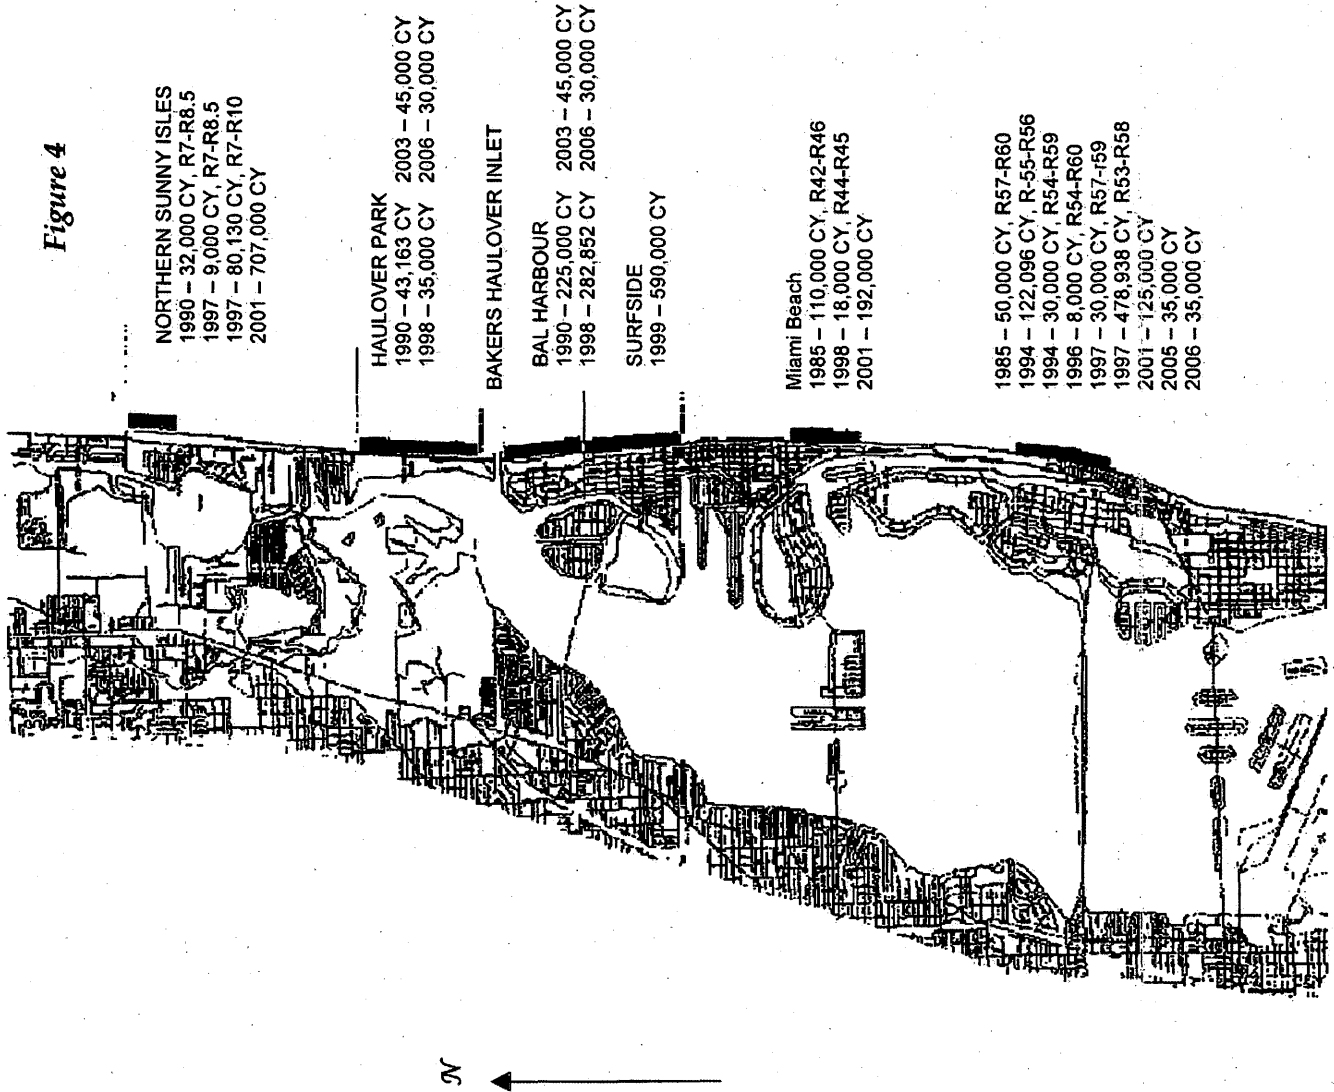 Figure 4
NORTHERN SUNNY ISLES
1990 – 32,000 CY, R7-R8.5
1997 – 9,000 CY, R7-R8.5
1997 – 80,130 CY, R7-R10
2001 – 707,000 CY
HAULOVER PARK
1990 – 43,163 CY 2003 – 45,000 CY
1998 – 35,000 CY 2006 – 30,000 CY
BAKERS HAULOVER INLET
BAL HARBOUR
1990 – 225,000 CY 2003 – 45,000 CY
1998 – 282,852 CY 2006 – 30,000 CY
SURFSIDE
1999 – 590,000 CY
Miami Beach
1985 – 110,000 CY, R42-R46
1998 – 18,000 CY, R44-R45
2001 – 192,000 CY
1985 – 50,000 CY, R57-R60
1994 – 122,096 CY, R-55-R56
1994 – 30,000 CY, R54-R59
1996 – 8,000 CY, R54-R60
1997 – 30,000 CY, R57-r59
1997 – 478,938 CY, R53-R58
2001 – 125,000 CY
2005 – 35,000 CY
2006 – 35,000 CY
N